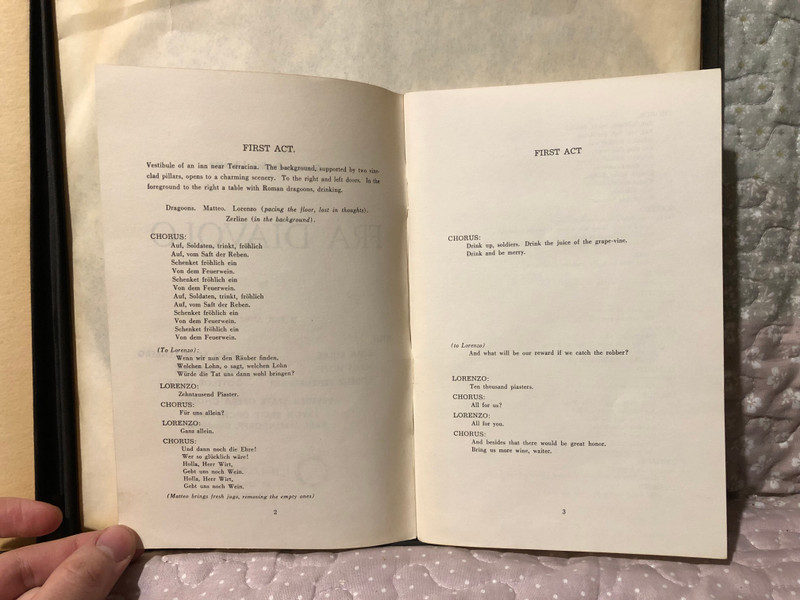 FIRST ACT.
Vestibule of an inn near Terracina. The background, supported by two vine-
clad pillars, opens to a charming scenery. To the right and left doors. In the
foreground to the right a table with Roman dragoons, drinking.
Dragoons. Matteo. Lorenzo (pacing the floor, lost in thoughts).
Zerline (in the background).
CHORUS:
Auf, Soldaten, trinkt, fröhlich
Auf, vom Saft der Reben.
Schenket fröhlich ein
Von dem Feuerwein.
Schenket fröhlich ein
Von dem Feuerwein.
Auf, Soldaten, trinkt, fröhlich
Auf, vom Saft der Reben.
Schenket fröhlich ein
Von dem Feuerwein.
Schenket fröhlich ein
Von dem Feuerwein.
(To Lorenzo):
Wenn wir nun den Räuber finden,
Welchen Lohn, o sagt, welchen Lohn
Würde die Tat uns dann wohl bringen?
LORENZO:
Zehntausend Piaster.
CHORUS:
Für uns allein?
LORENZO:
Ganz allein.
CHORUS:
Und dann noch die Ehre!
Wer so glücklich wäre!
Holla, Herr Wirt,
Gebt uns noch Wein.
Holla, Herr Wirt,
Gebt uns noch Wein.
(Matteo brings fresh jugs, removing the empty ones)
2
FIRST ACT
CHORUS:
Drink up, soldiers. Drink the juice of the grape-vine.
Drink and be merry.
(to Lorenzo)
And what will be our reward if we catch the robber?
LORENZO:
Ten thousand piasters.
CHORUS:
All for us?
LORENZO:
All for you.
CHORUS:
And besides that there would be great honor.
Bring us more wine, waiter.
3